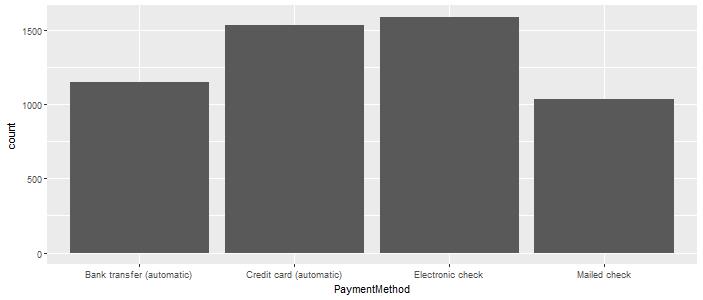 count
1500
1000
500
0
Bank transfer (automatic) Credit card (automatic) Electronic check Mailed check
PaymentMethod